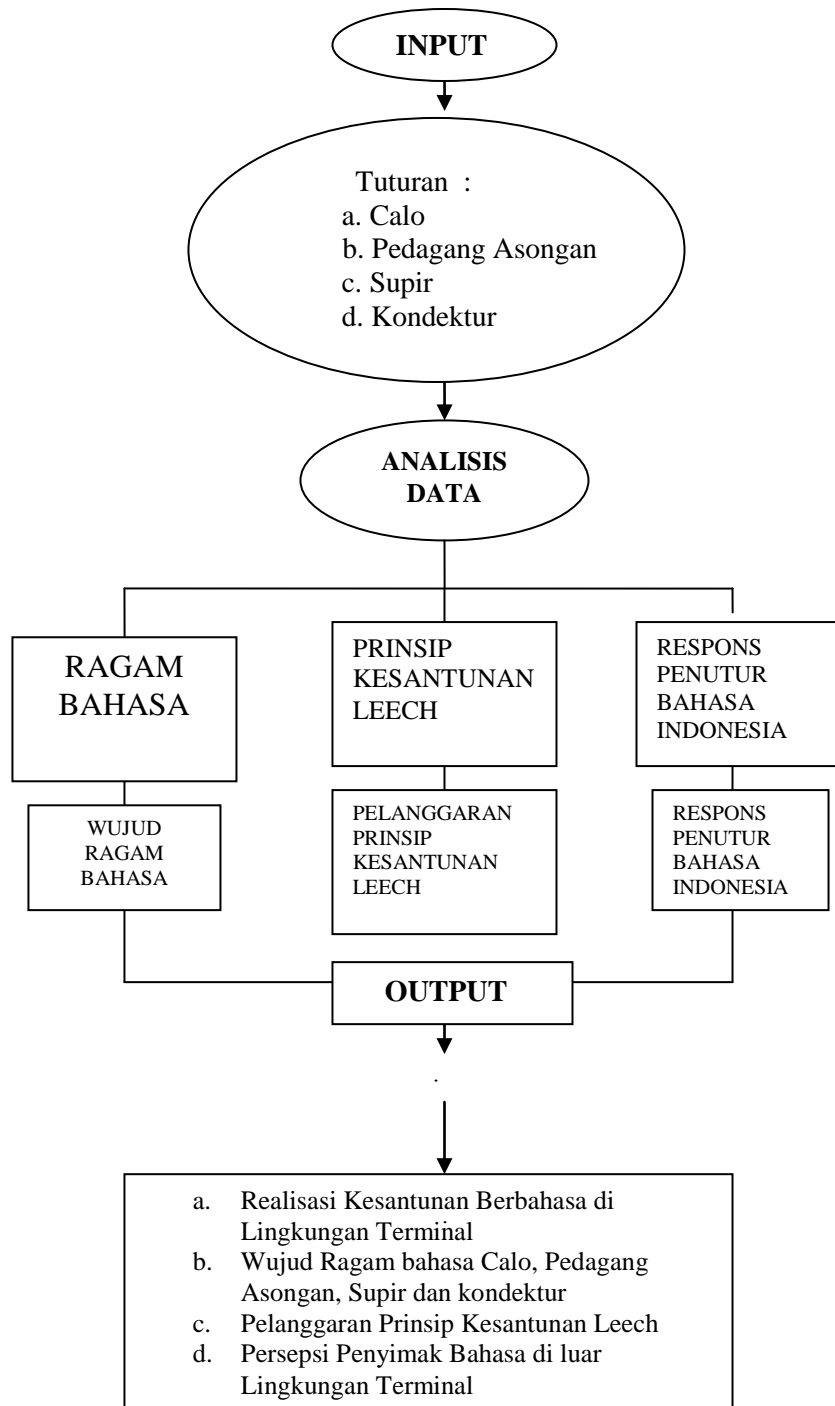 INPUT
Tuturan :
a. Calo
b. Pedagang Asongan
c. Supir
d. Kondektur
ANALISIS
DATA
RAGAM
BAHASA
PRINSIP
KESANTUNAN
LEECH
RESPONS
PENUTUR
BAHASA
INDONESIA
WUJUD
RAGAM
BAHASA
PELANGGARAN
PRINSIP
KESANTUNAN
LEECH
RESPONS
PENUTUR
BAHASA
INDONESIA
OUTPUT
.
a. Realisasi Kesantunan Berbahasa di
Lingkungan Terminal
b. Wujud Ragam bahasa Calo, Pedagang
Asongan, Supir dan kondektur
c. Pelanggaran Prinsip Kesantunan Leech
d. Persepsi Penyimak Bahasa di luar
Lingkungan Terminal